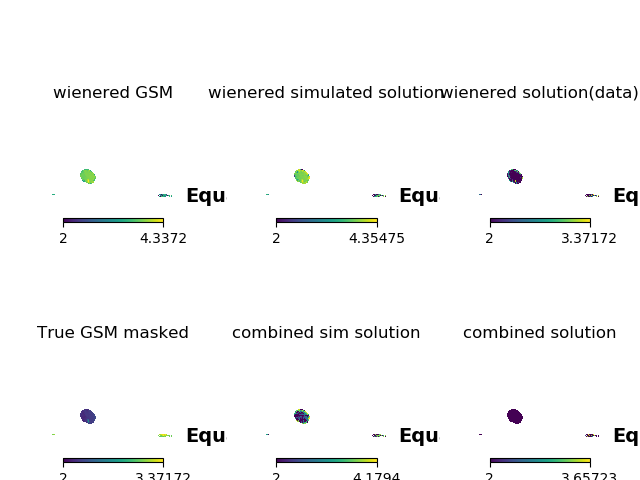 wienered GSM
wienered simulated solution
wienered solution(data)
Equ
Equ
Eq
2 4.3372
2 4.35475
2 3.37172
True GSM masked
combined sim solution
combined solution
Equ
Equ
Eq
2 3.37172
2 4.1794
2 3.65723